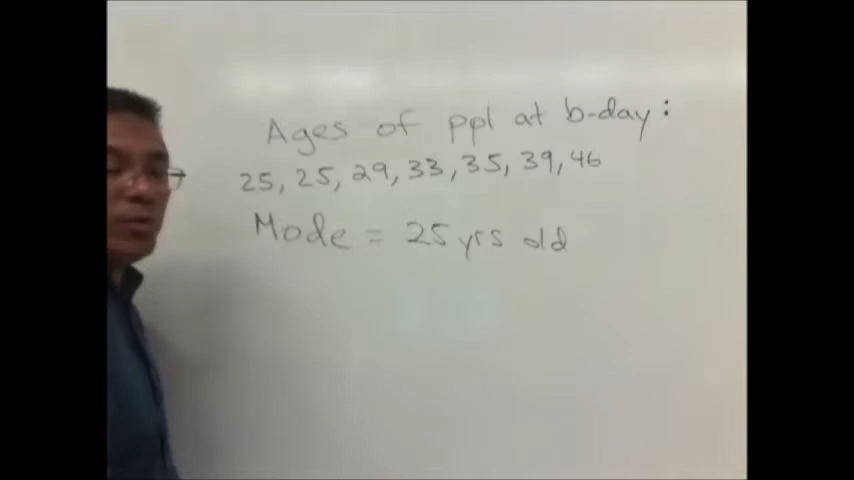 Ages of ppl at b-day:
25, 25, 29, 33, 35, 39, 46
Mode = 25 yrs old